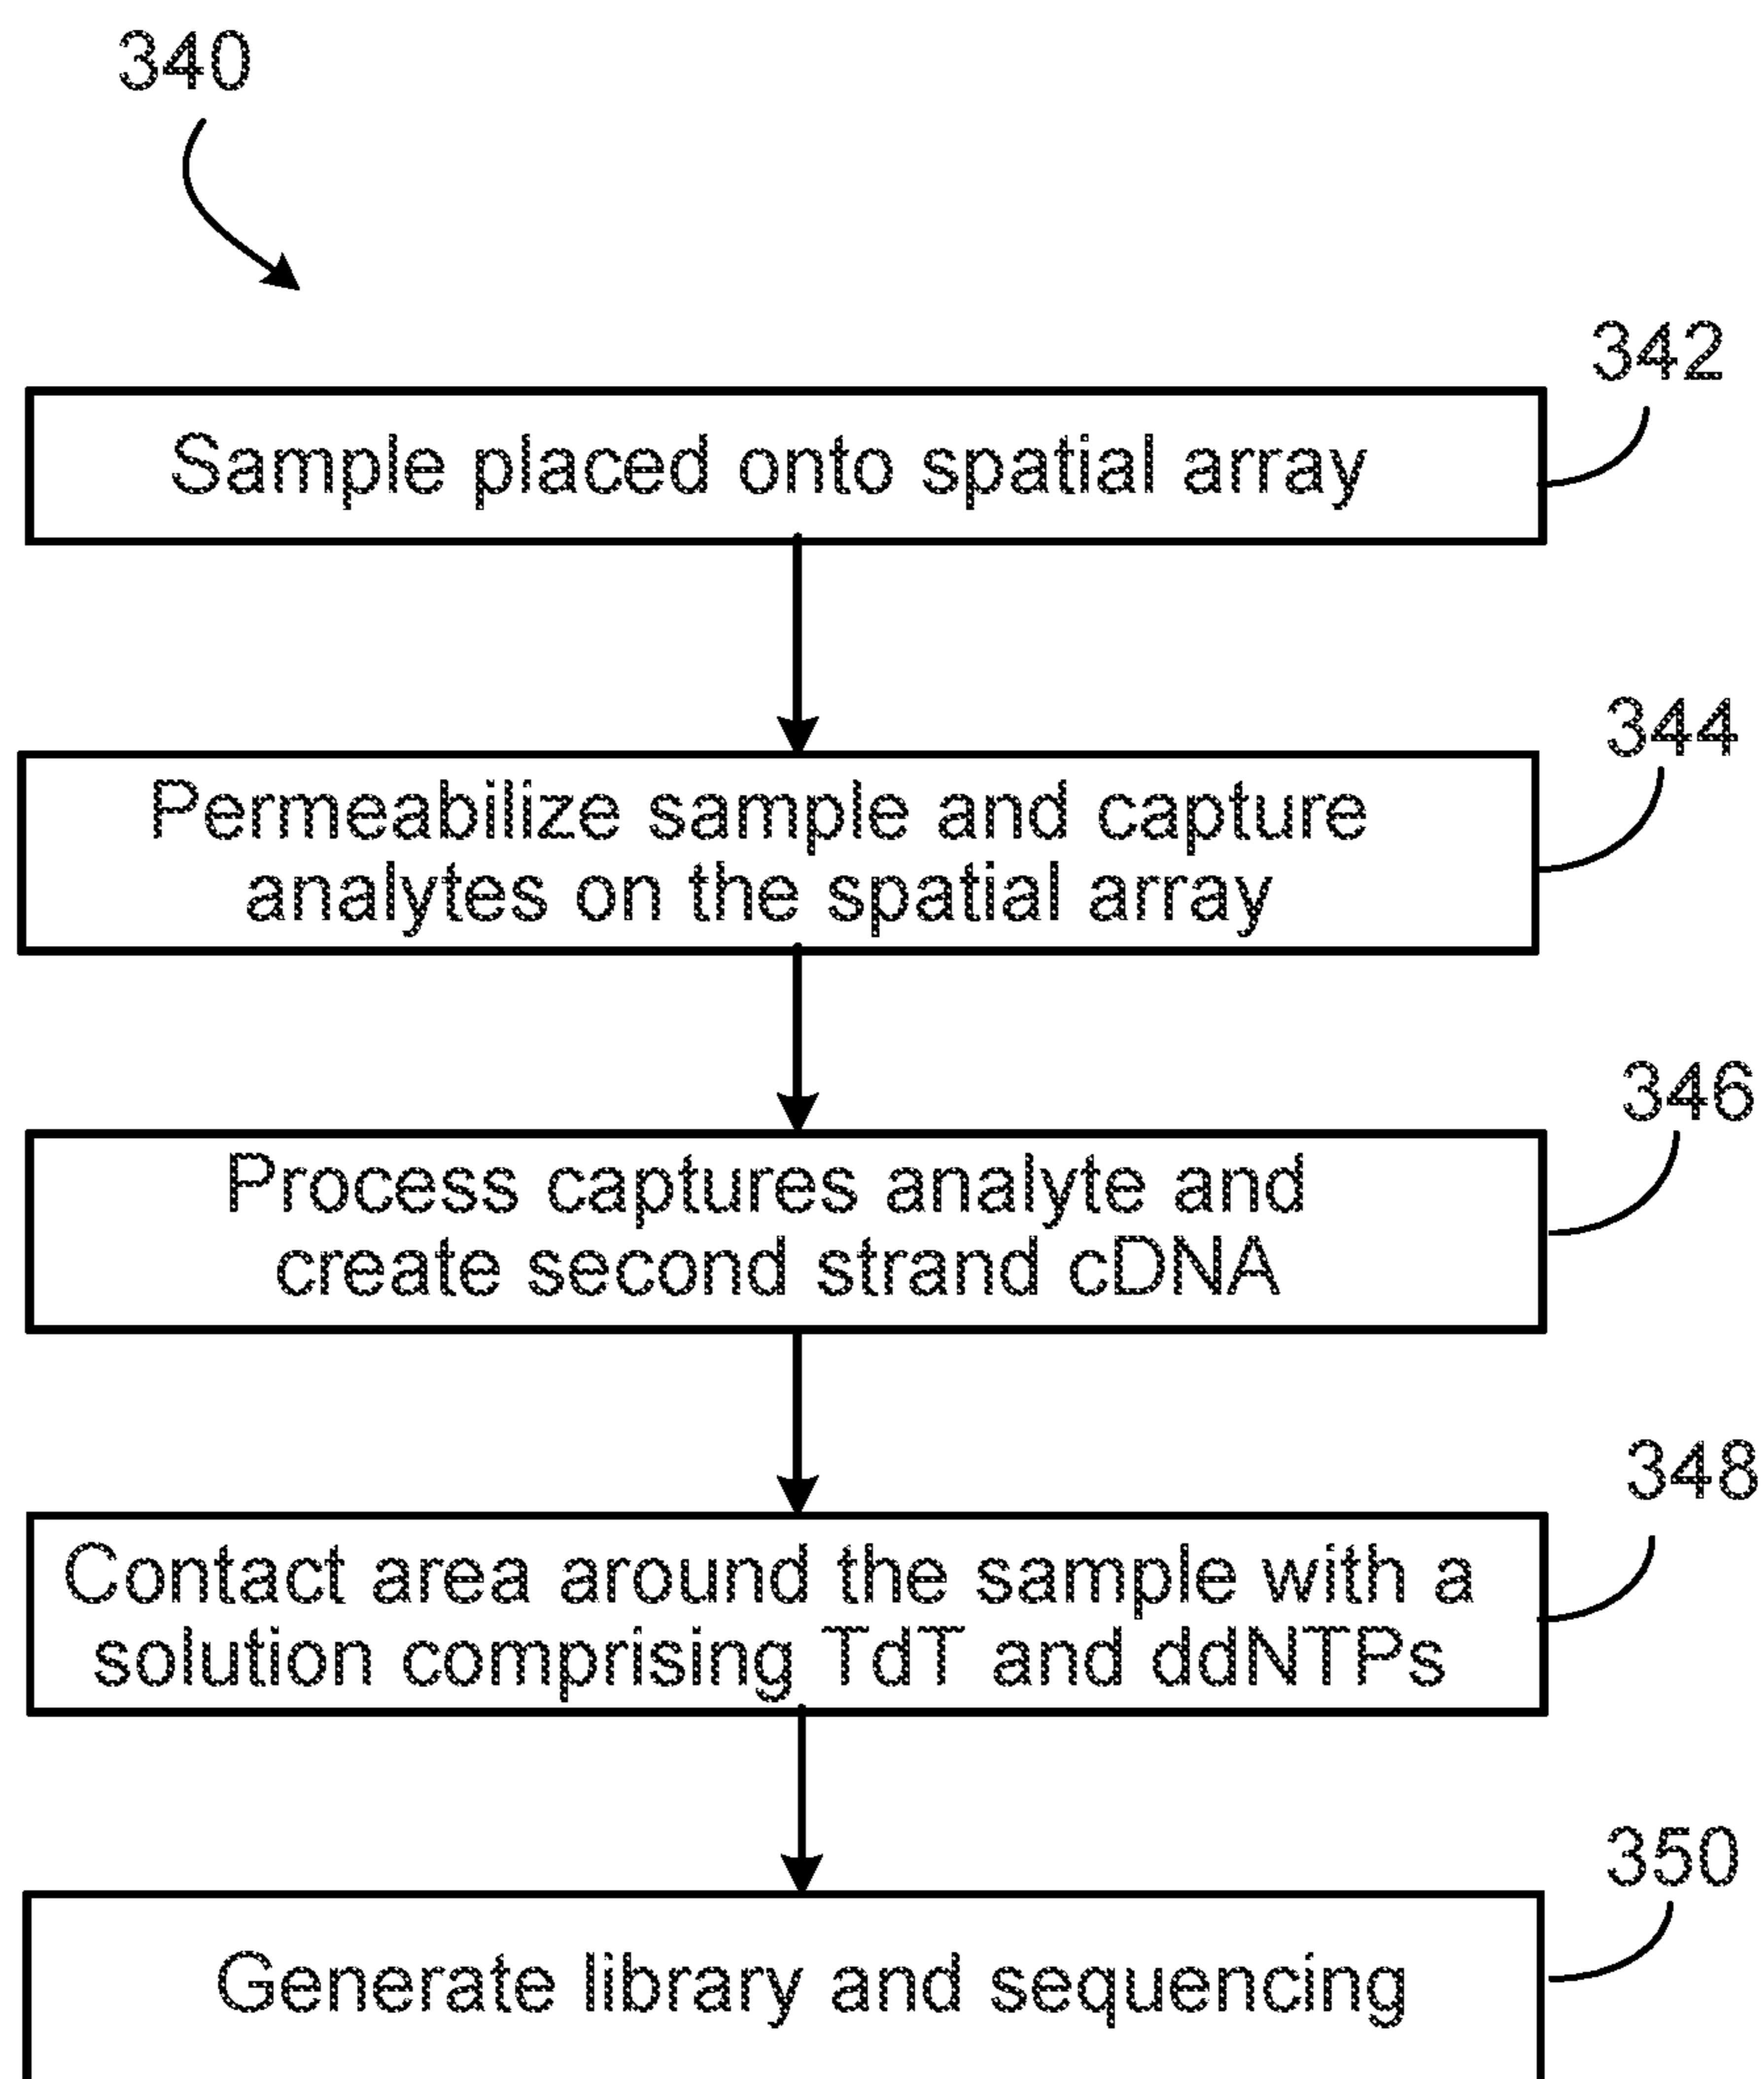 340
342
Sample placed onto spatial array
344
Permeabilize sample and capture
analytes on the spatial array
346
Process captures analyte and
create second strand cDNA
348
Contact area around the sample with a
solution comprising TdT and ddNTPs
350
Generate library and sequencing